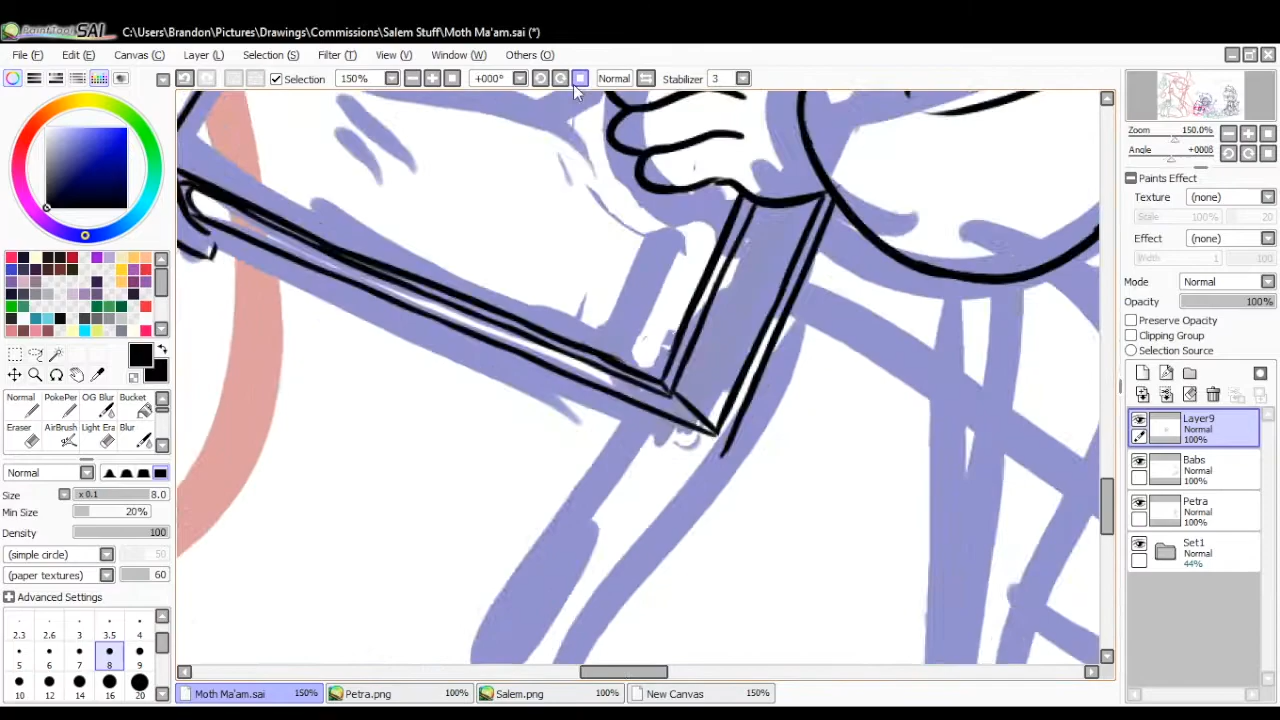 PaintTool SAI C:\Users\Brandon\Pictures\Drawings\Commissions\Salem Stuff\Moth Ma'am.sai (*)
File (F) Edit (E) Canvas (C) Layer (L) Selection (S) Filter (T) View (V) Window (W) Others (O)
Selection 150% +000° Normal Stabilizer 3
Zoom 150.0%
Angle +0008
Paints Effect
Texture (none)
Scale 100% 20
Effect (none)
Width 1 100
Mode Normal
Opacity 100%
Preserve Opacity
Clipping Group
Selection Source
Layer9
Normal
100%
Babs
Normal
100%
Petra
Normal
100%
Set1
Normal
44%
Normal PokePer OG Blur Bucket
Eraser AirBrush Light Era Blur
Normal
Size x 0.1 8.0
Min Size 20%
Density 100
(simple circle) 50
(paper textures) 60
Advanced Settings
2.3 2.6 3 3.5 4
5 6 7 8 9
10 12 14 16 20
Moth Ma'am.sai 150% Petra.png 100% Salem.png 100% New Canvas 150%